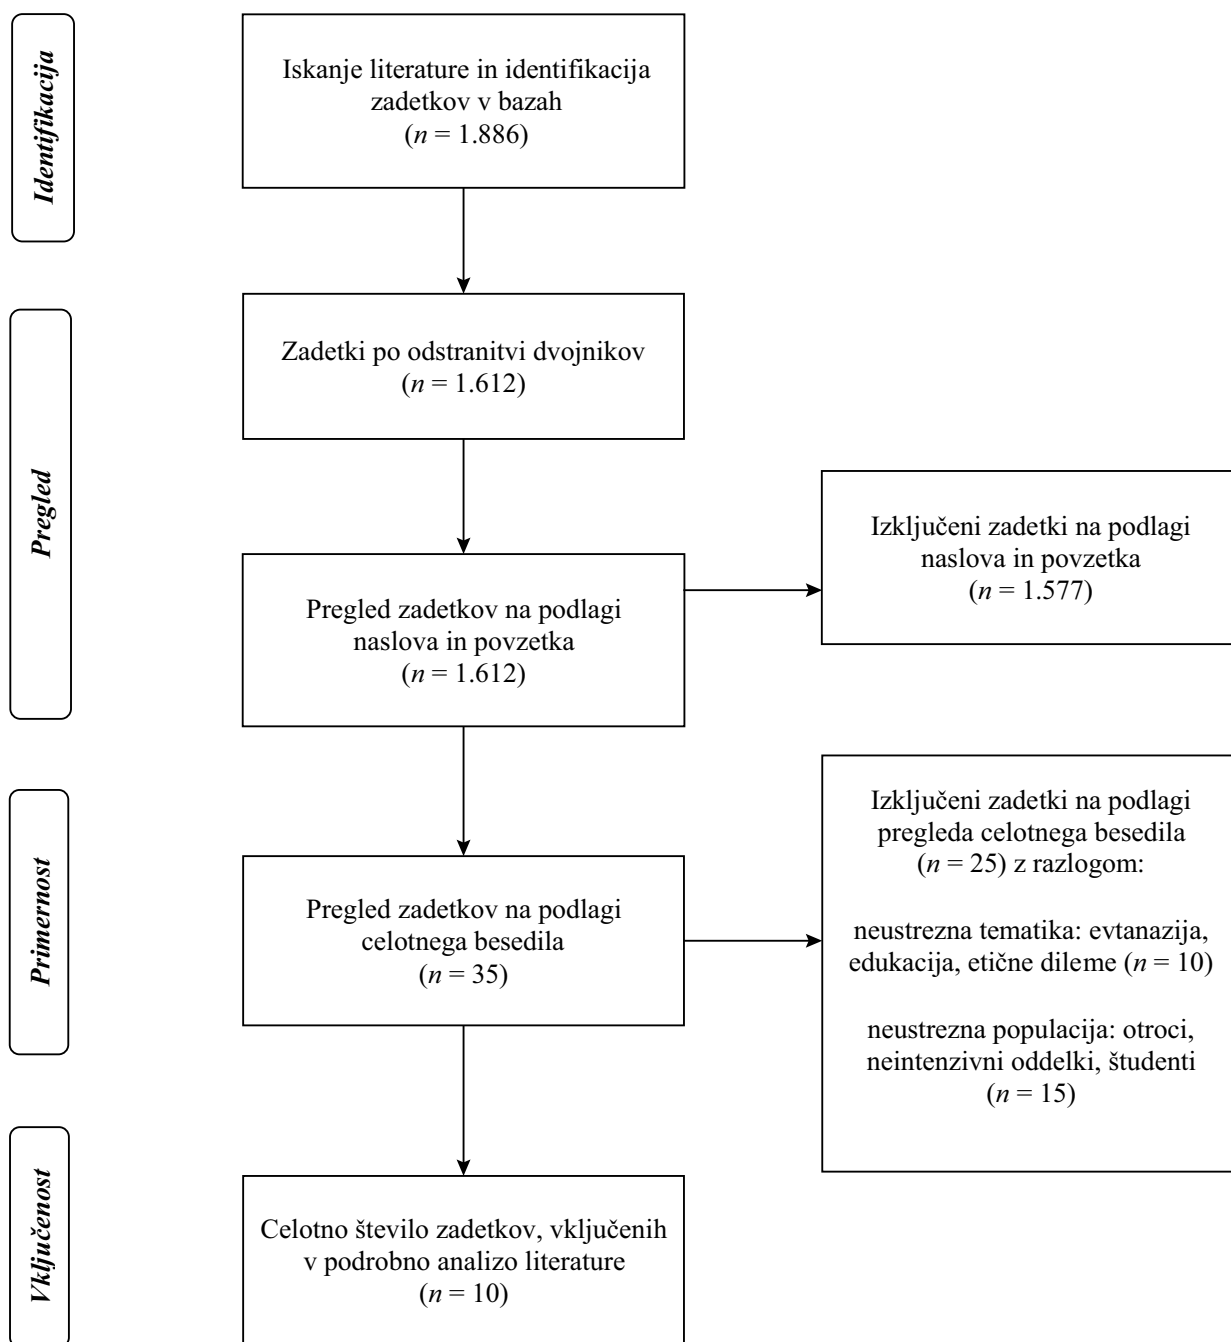 Identifikacija
Iskanje literature in identifikacija
zadetkov v bazah
(n = 1.886)
Pregled
Zadetki po odstranitvi dvojnikov
(n = 1.612)
Pregled zadetkov na podlagi
naslova in povzetka
(n = 1.612)
Izključeni zadetki na podlagi
naslova in povzetka
(n = 1.577)
Primernost
Pregled zadetkov na podlagi
celotnega besedila
(n = 35)
Izključeni zadetki na podlagi
pregleda celotnega besedila
(n = 25) z razlogom:
neustrezna tematika: evtanazija,
edukacija, etične dileme (n = 10)
neustrezna populacija: otroci,
neintenzivni oddelki, študenti
(n = 15)
Vključenost
Celotno število zadetkov, vključenih
v podrobno analizo literature
(n = 10)